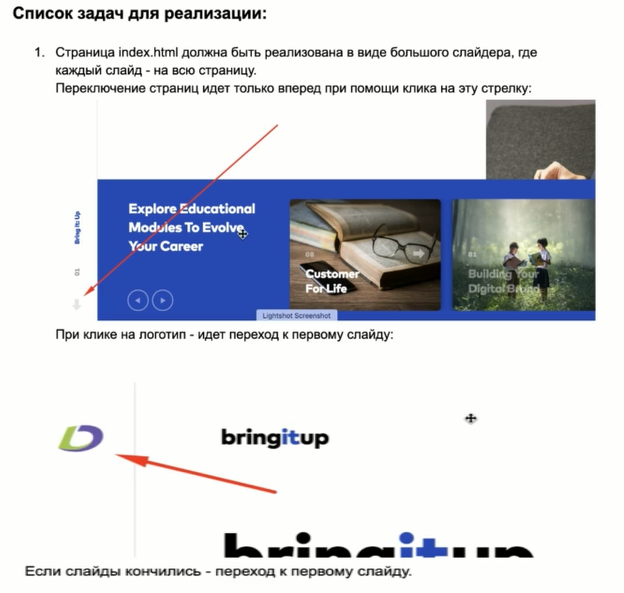 Список задач для реализации:
1. Страница index.html должна быть реализована в виде большого слайдера, где
каждый слайд - на всю страницу.
Переключение страниц идет только вперед при помощи клика на эту стрелку:
Bring It Up
01
Explore Educational
Modules To Evolve
Your Career
03
Customer
For Life
01
Building Your
Digital Brand
Lightshot Screenshot
При клике на логотип - идет переход к первому слайду:
bringitup
bringitup
Если слайды кончились - переход к первому слайду.